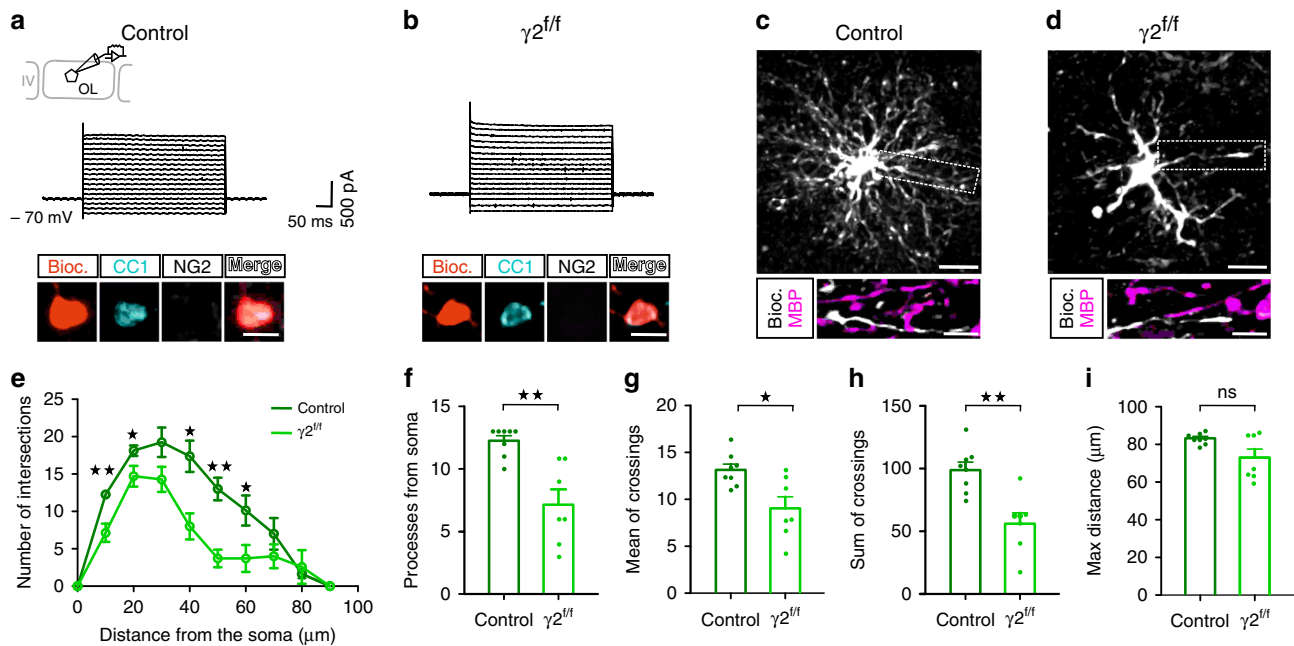 a
Control
IV
OL
− 70 mV
50 ms
500 pA
Bioc. CC1 NG2 Merge
b
γ2f/f
Bioc. CC1 NG2 Merge
c
Control
Bioc.
MBP
d
γ2f/f
Bioc.
MBP
e
Number of intersections
25
20
15
10
5
0
0 20 40 60 80 100
Distance from the soma (μm)
Control
γ2f/f
★★ ★ ★ ★★ ★
f
Processes from soma
15
10
5
0
★★
Control γ2f/f
g
Mean of crossings
20
15
10
5
0
★
Control γ2f/f
h
Sum of crossings
150
100
50
0
★★
Control γ2f/f
i
Max distance (μm)
100
80
60
40
20
0
ns
Control γ2f/f